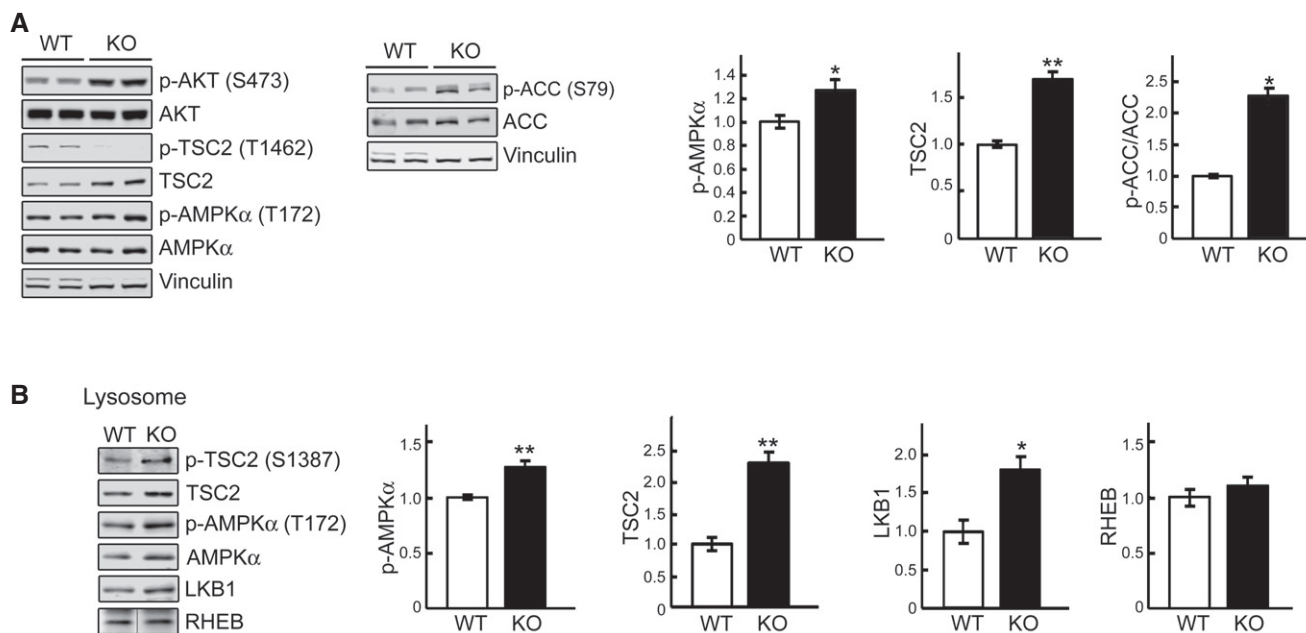 A
WT KO
p-AKT (S473)
AKT
p-TSC2 (T1462)
TSC2
p-AMPKα (T172)
AMPKα
Vinculin
WT KO
p-ACC (S79)
ACC
Vinculin
p-AMPKα
1.4
1.2
1.0
0.8
1.2
1.4
0.2
0
*
WT KO
TSC2
1.5
1.0
0.5
0
**
WT KO
p-ACC/ACC
2.5
2.0
1.5
1.0
0.5
0
*
WT KO
B
Lysosome
WT KO
p-TSC2 (S1387)
TSC2
p-AMPKα (T172)
AMPKα
LKB1
RHEB
p-AMPKα
1.5
1.0
0.5
**
WT KO
TSC2
2.5
2.0
1.5
1.0
0.5
0
**
WT KO
LKB1
2.0
1.5
1.0
0.5
0.0
*
WT KO
RHEB
1.5
1.0
0.5
WT KO